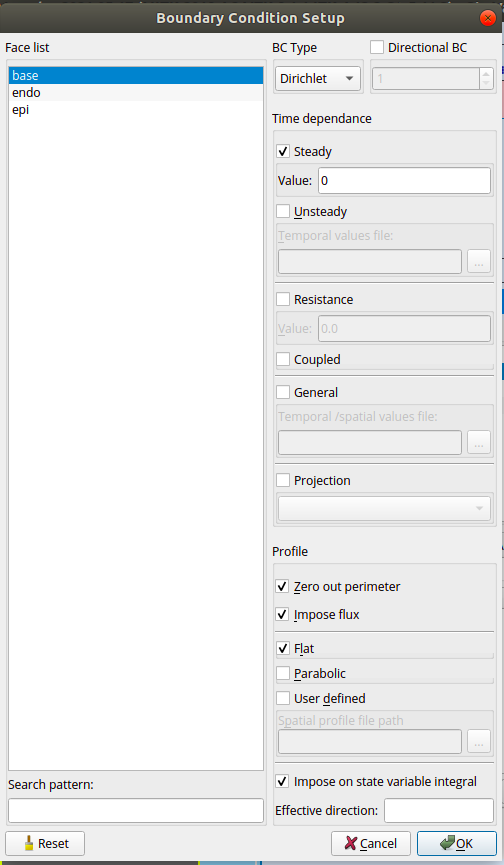 Boundary Condition Setup
Face list
base
endo
epi
Search pattern:
Reset
BC Type
Directional BC
Dirichlet
1
Time dependance
Steady
Value: 0
Unsteady
Temporal values file:
...
Resistance
Value: 0.0
Coupled
General
Temporal /spatial values file:
...
Projection
Profile
Zero out perimeter
Impose flux
Flat
Parabolic
User defined
Spatial profile file path
...
Impose on state variable integral
Effective direction:
Cancel
OK